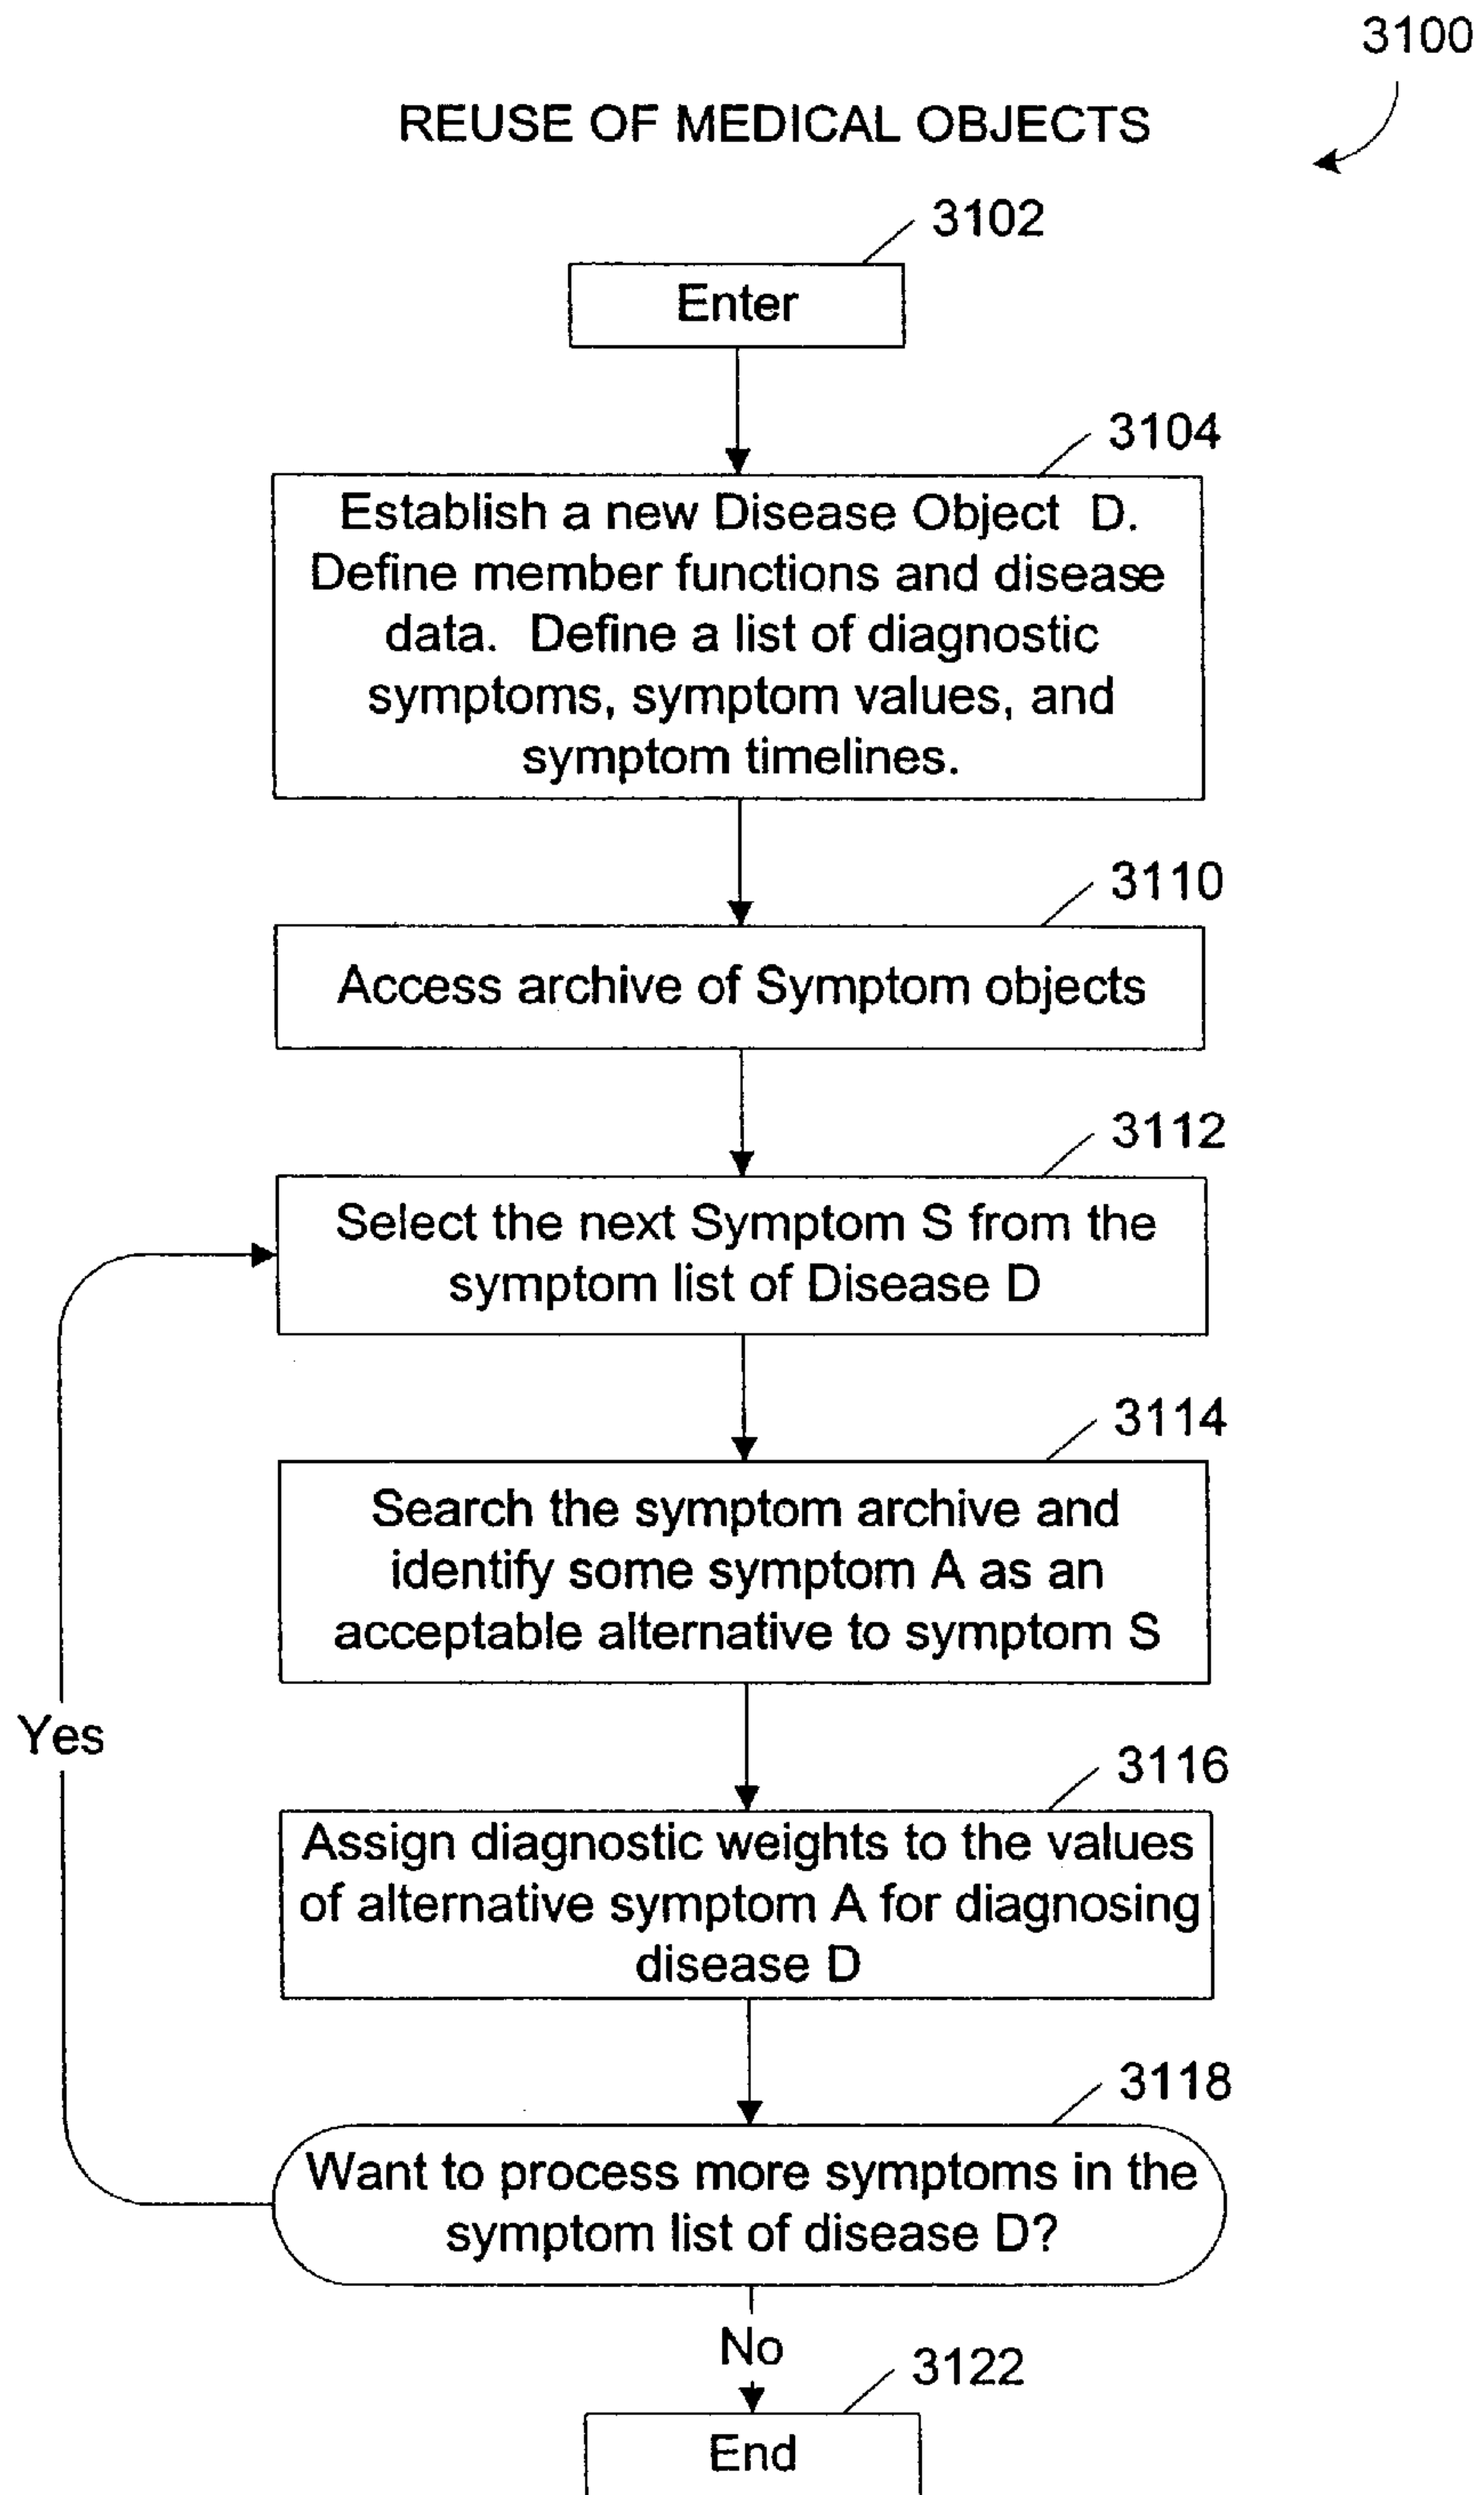 3100
REUSE OF MEDICAL OBJECTS
3102
Enter
3104
Establish a new Disease Object D.
Define member functions and disease
data. Define a list of diagnostic
symptoms, symptom values, and
symptom timelines.
3110
Access archive of Symptom objects
3112
Select the next Symptom S from the
symptom list of Disease D
3114
Search the symptom archive and
identify some symptom A as an
acceptable alternative to symptom S
Yes
3116
Assign diagnostic weights to the values
of alternative symptom A for diagnosing
disease D
3118
Want to process more symptoms in the
symptom list of disease D?
No
3122
End